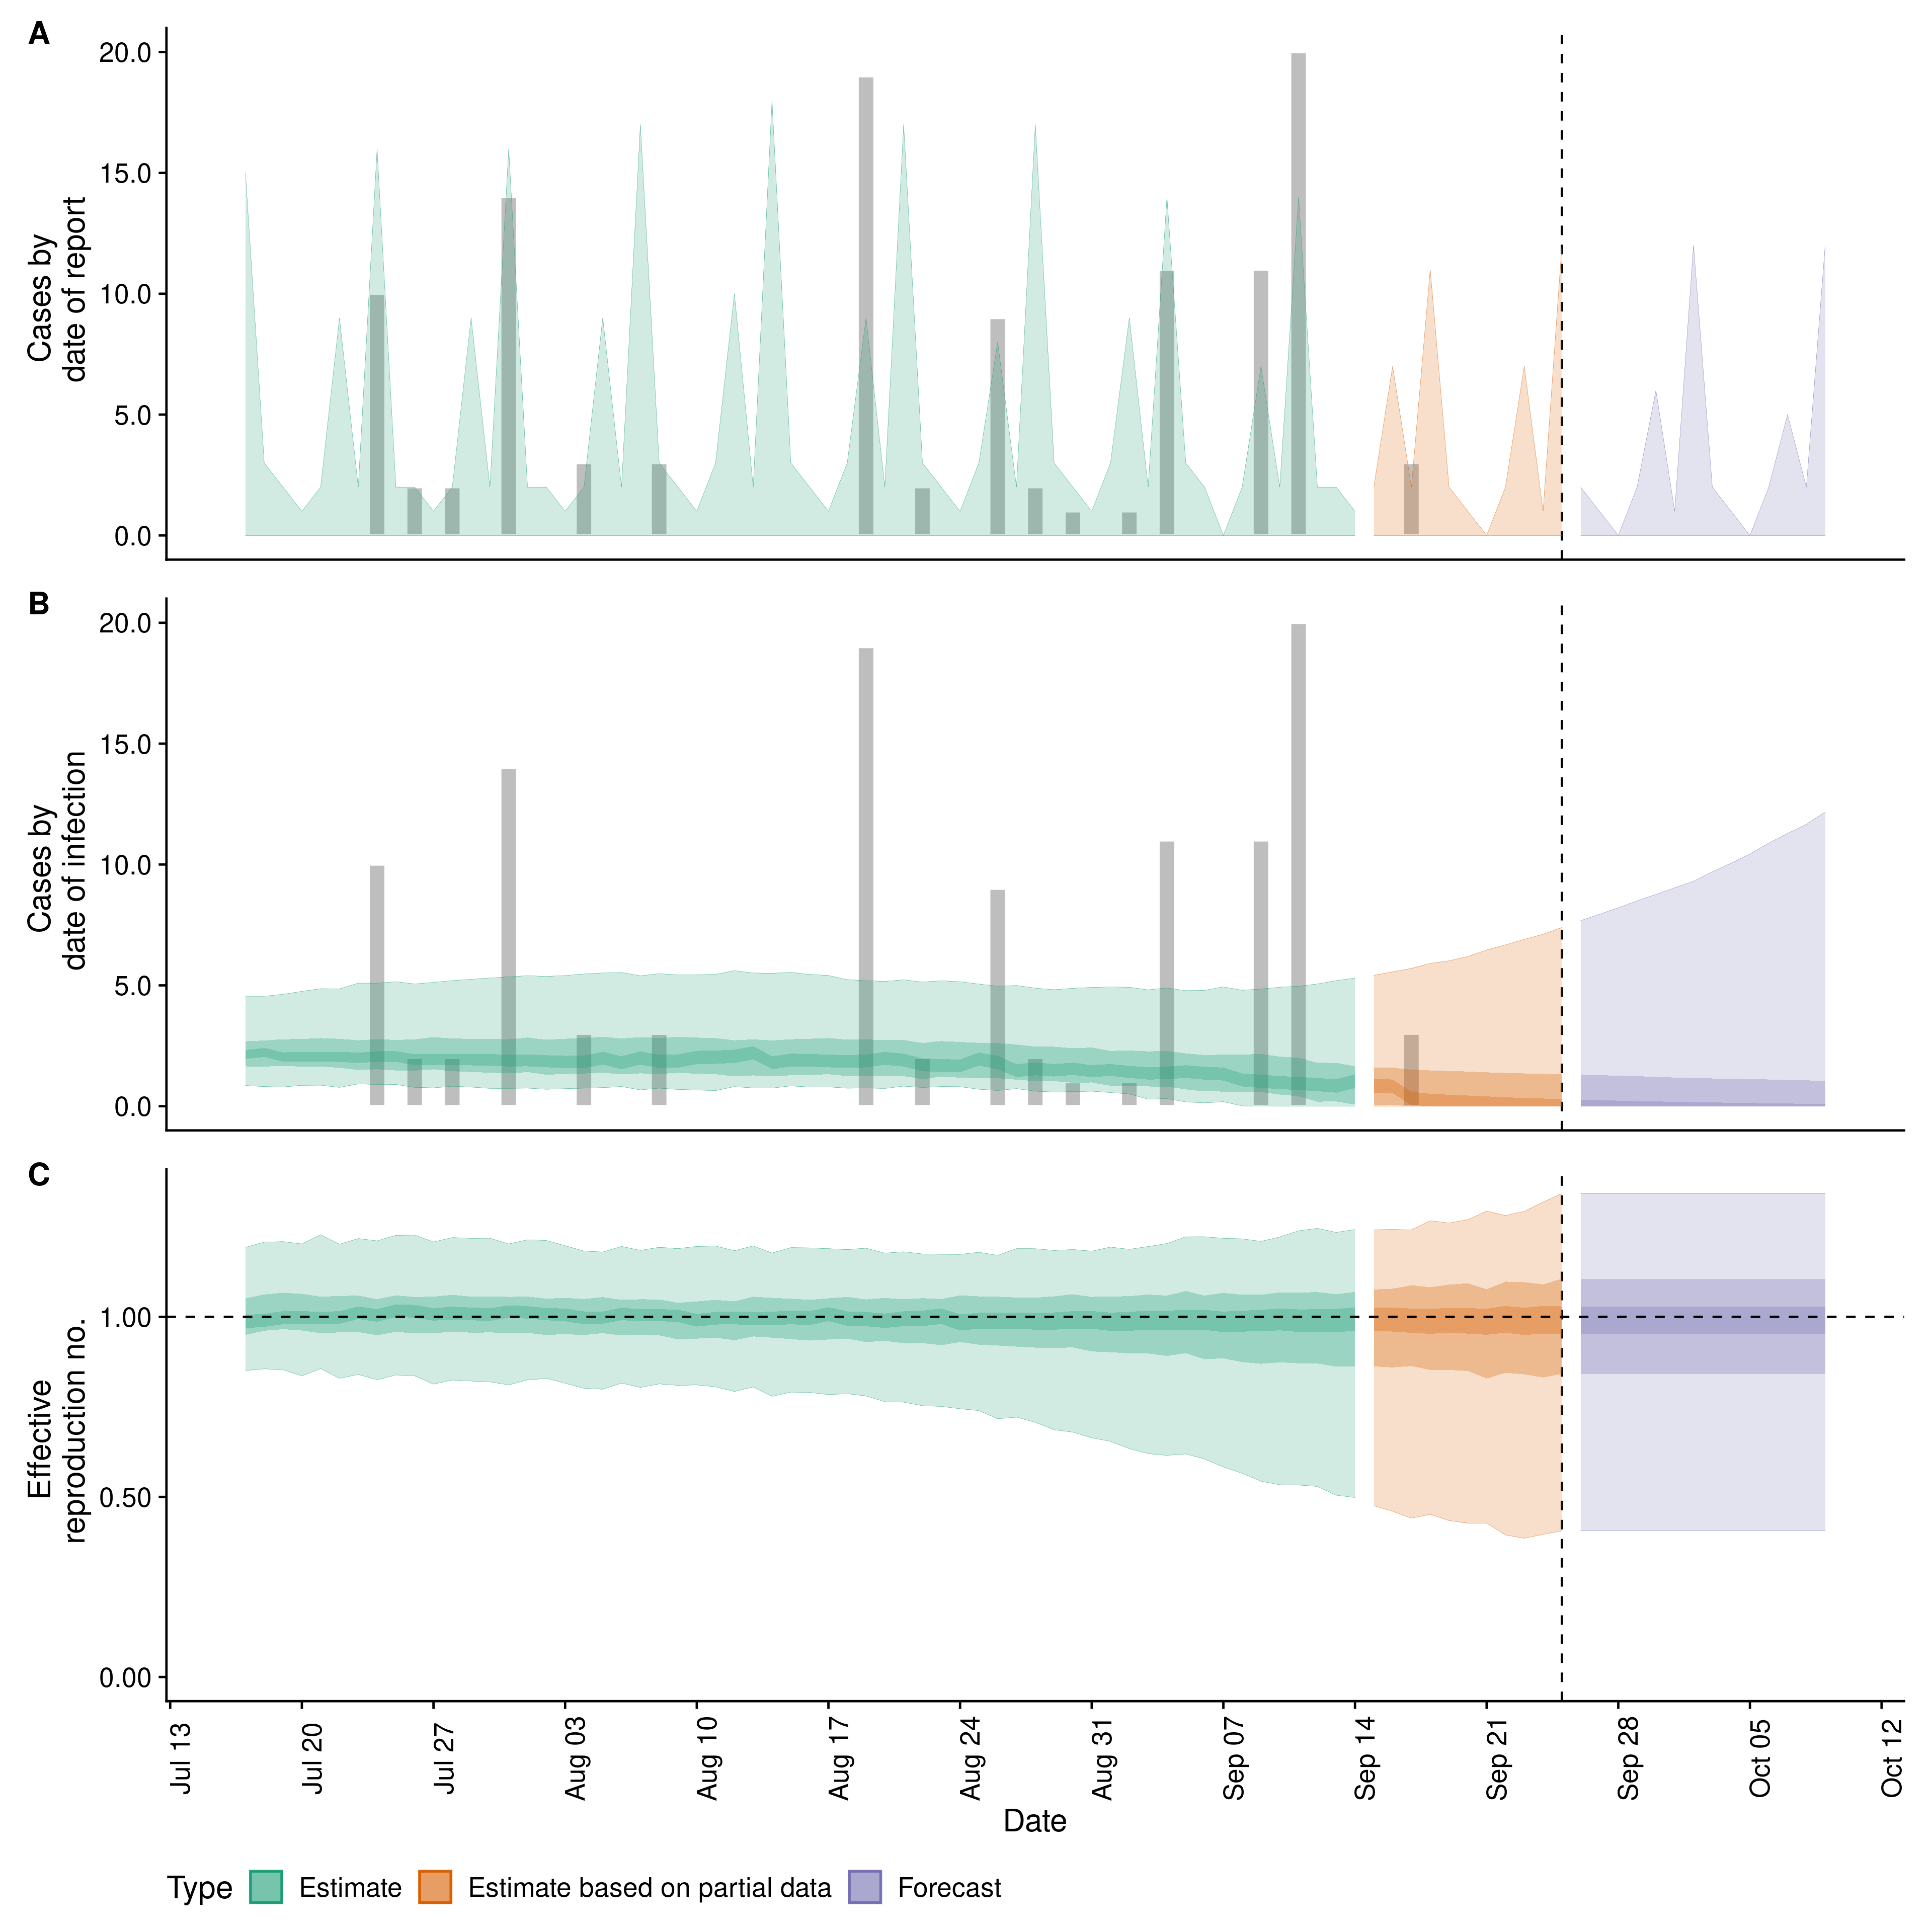 A
20.0
15.0
10.0
5.0
0.0
Cases by
date of report
B
20.0
15.0
10.0
5.0
0.0
Cases by
date of infection
C
1.00
0.50
0.00
Effective
reproduction no.
Jul 13
Jul 20
Jul 27
Aug 03
Aug 10
Aug 17
Aug 24
Aug 31
Sep 07
Sep 14
Sep 21
Sep 28
Oct 05
Oct 12
Date
Type Estimate Estimate based on partial data Forecast